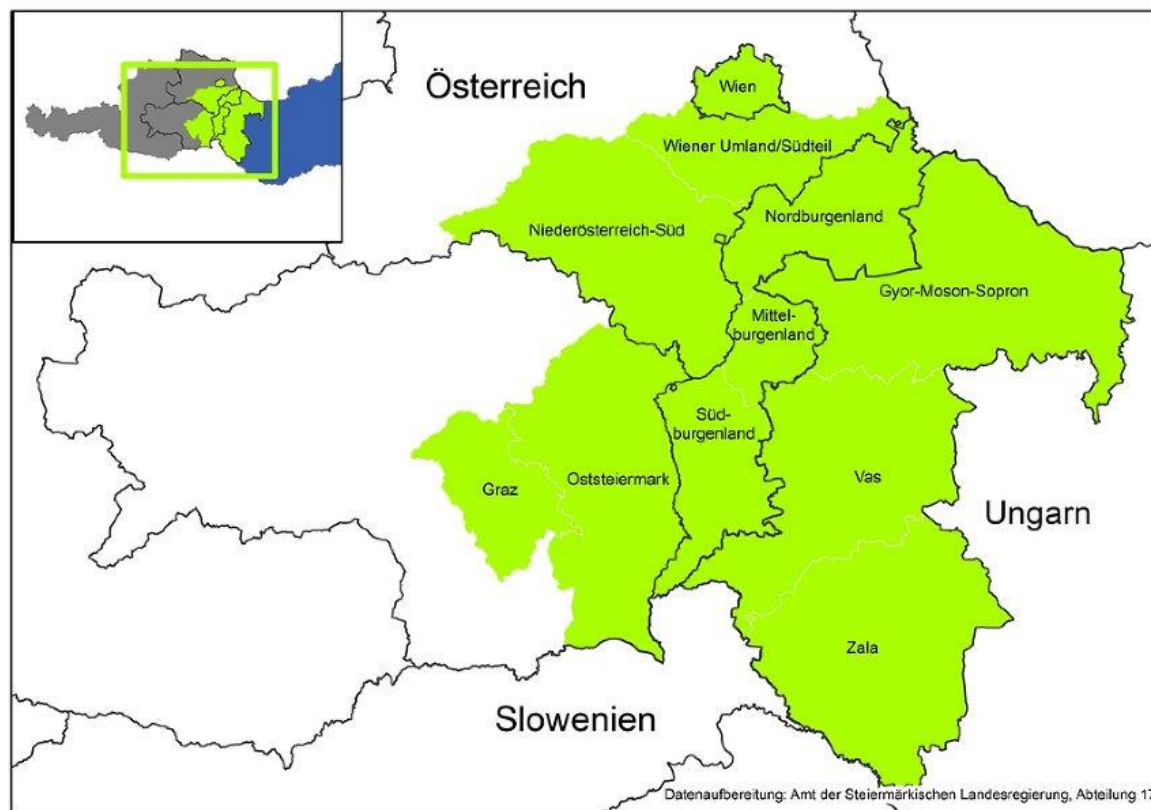 Österreich
Wien
Wiener Umland/Südteil
Nordburgenland
Niederösterreich-Süd
Gyor-Moson-Sopron
Mittel-
burgenland
Süd-
burgenland
Oststeiermark
Graz
Vas
Ungarn
Zala
Slowenien
Datenaufbereitung: Amt der Steiermärkischen Landesregierung, Abteilung 17